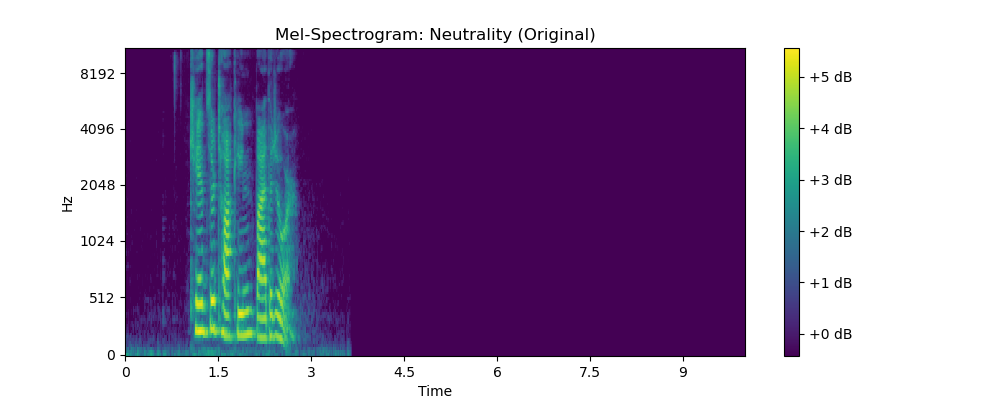 Mel-Spectrogram: Neutrality (Original)
8192
4096
2048
1024
512
0
Hz
0 1.5 3 4.5 6 7.5 9
Time
+5 dB
+4 dB
+3 dB
+2 dB
+1 dB
+0 dB